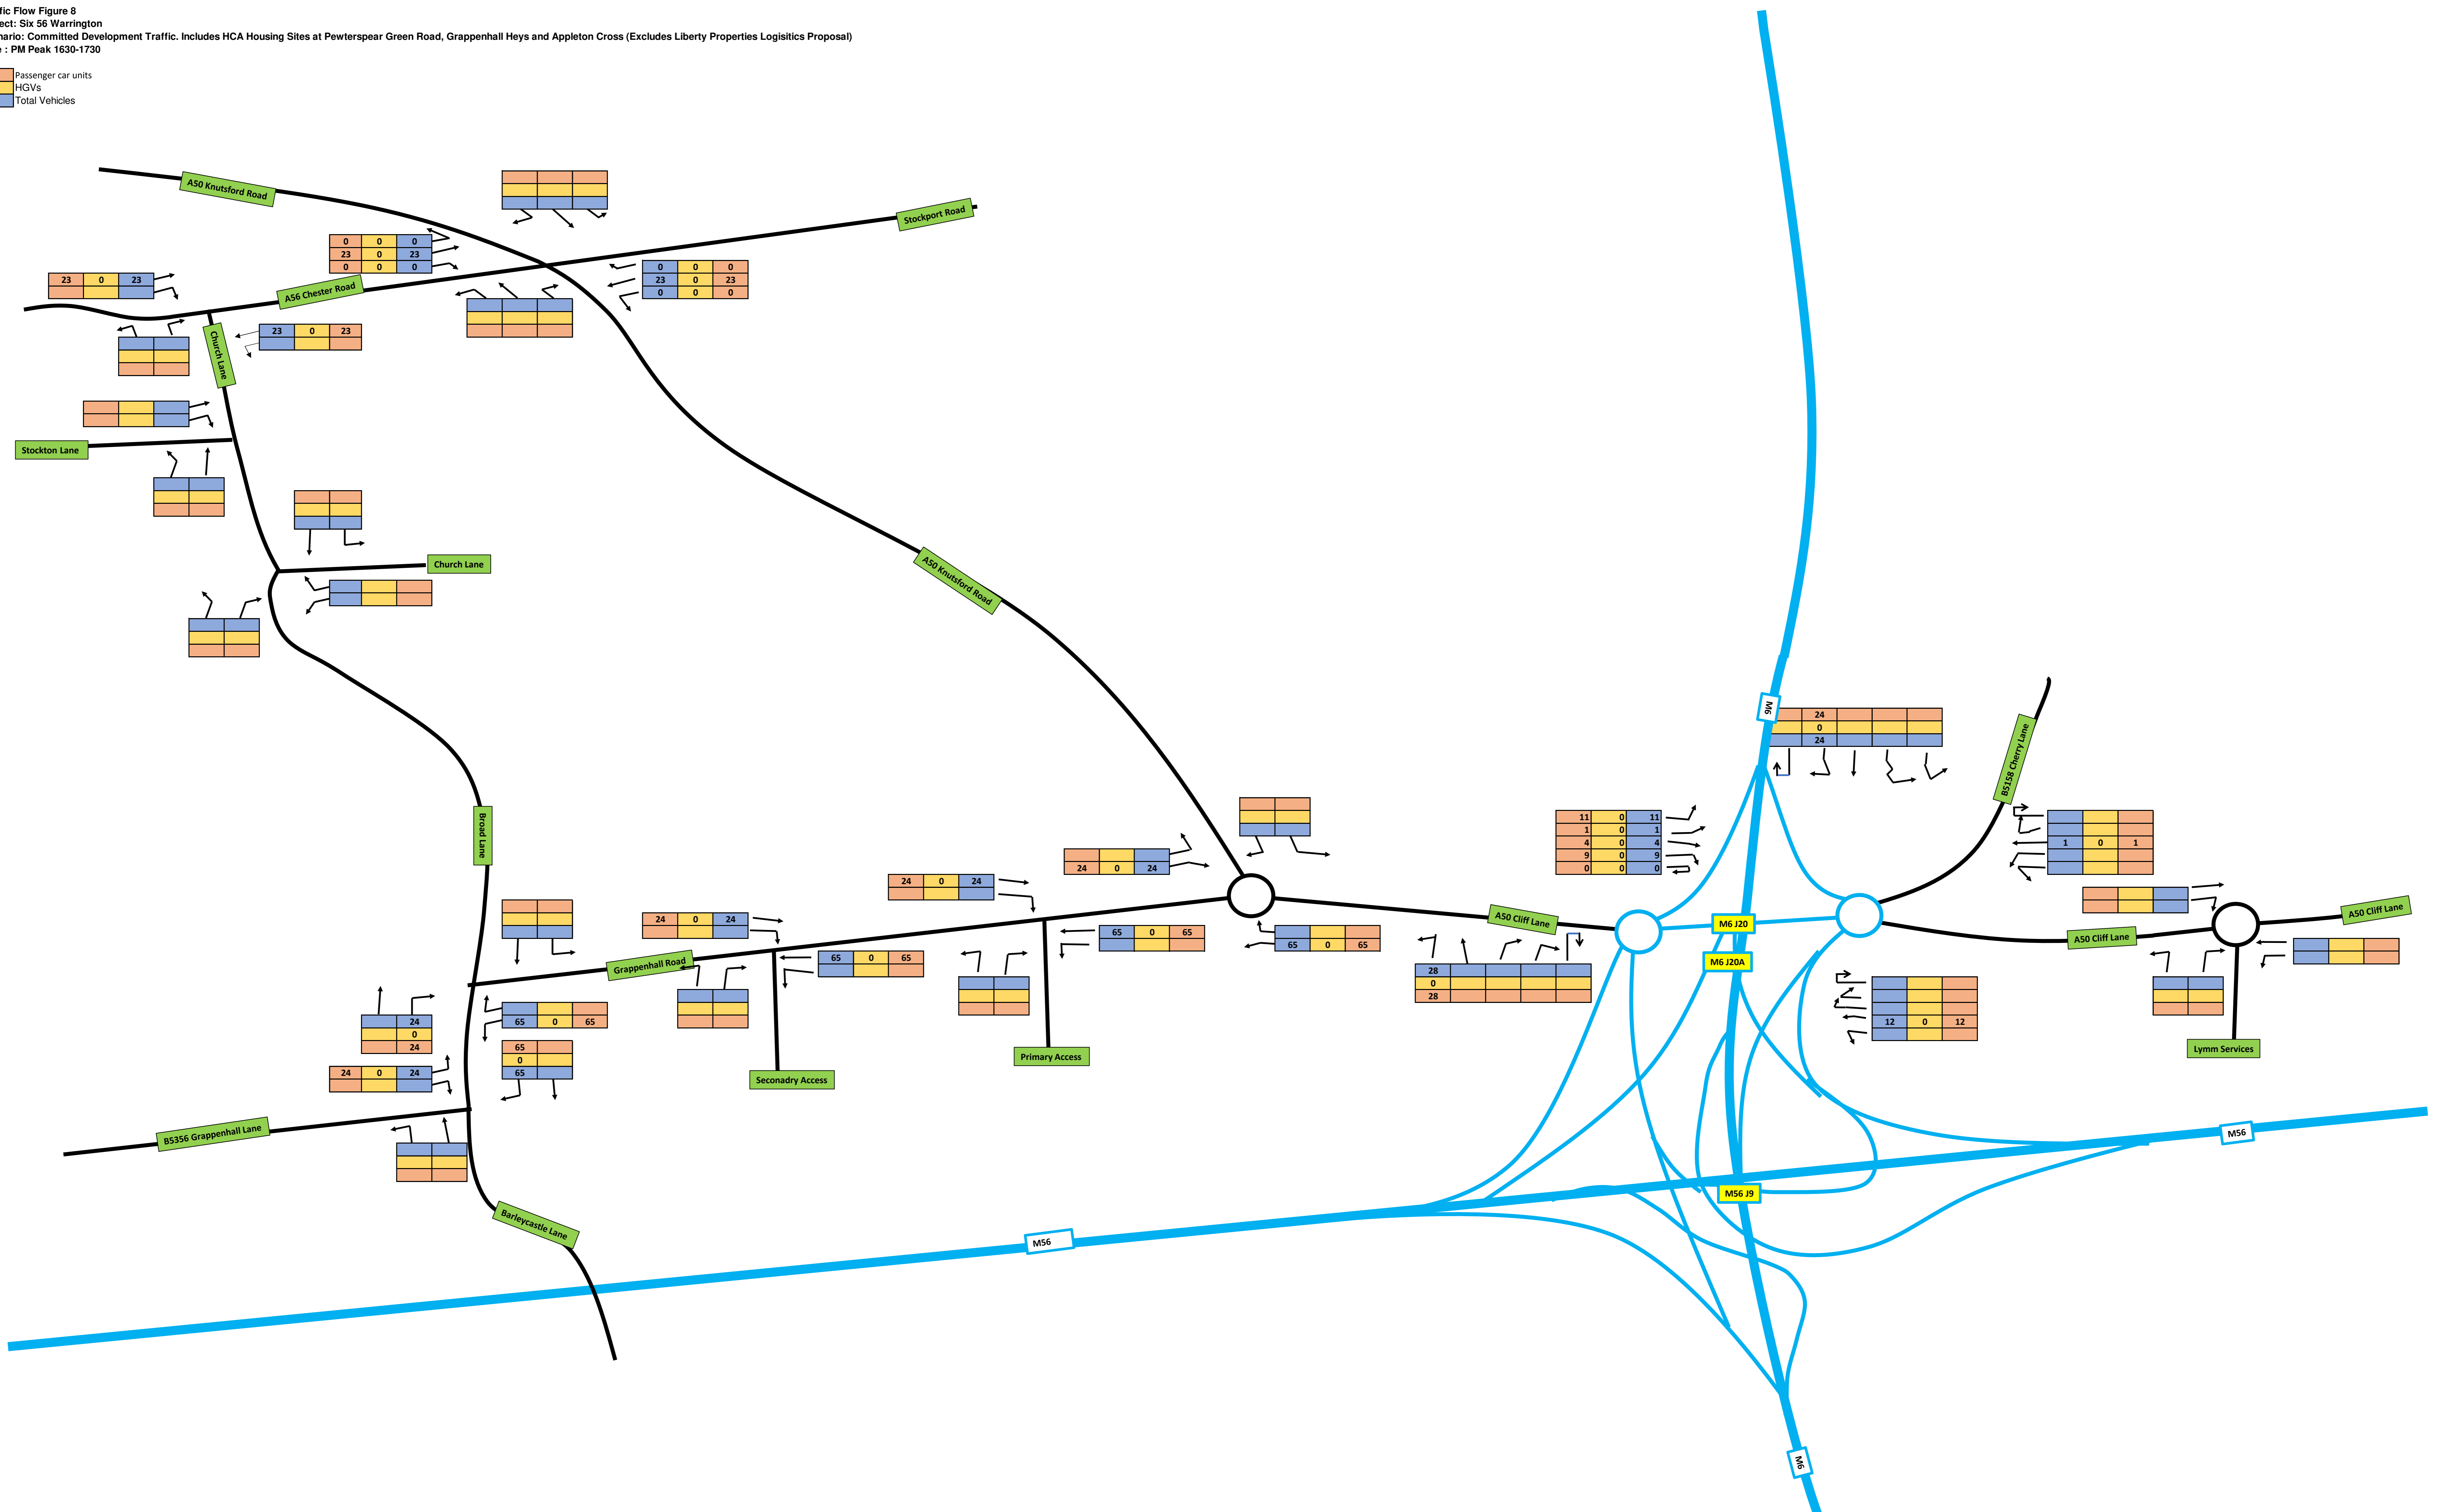 fic Flow Figure 8
ect: Six 56 Warrington
nario: Committed Development Traffic. Includes HCA Housing Sites at Pewterspear Green Road, Grappenhall Heys and Appleton Cross (Excludes Liberty Properties Logisitics Proposal)
: PM Peak 1630-1730
Passenger car units
HGVs
Total Vehicles
A50 Knutsford Road
Stockport Road
0 0 0
23 0 23
0 0 0
0 0 0
23 0 23
0 0 0
23 0 23
A56 Chester Road
23 0 23
Church Lane
Stockton Lane
Church Lane
A50 Knutsford Road
M6
24
0
24
B5158 Cherry Lane
Broad Lane
11 0 11
1 0 1
4 0 4
9 0 9
0 0 0
1 0 1
24 0 24
24 0 24
24 0 24
A50 Cliff Lane
A50 Cliff Lane
A50 Cliff Lane
M6 J20
M6 J20A
65 0 65
65 0 65
65 0 65
Grappenhall Road
28
0
28
12 0 12
24
0
24
65 0 65
65
0
65
24 0 24
Primary Access
Seconadry Access
Lymm Services
B5356 Grappenhall Lane
M56
M56 J9
Barleycastle Lane
M56
M6